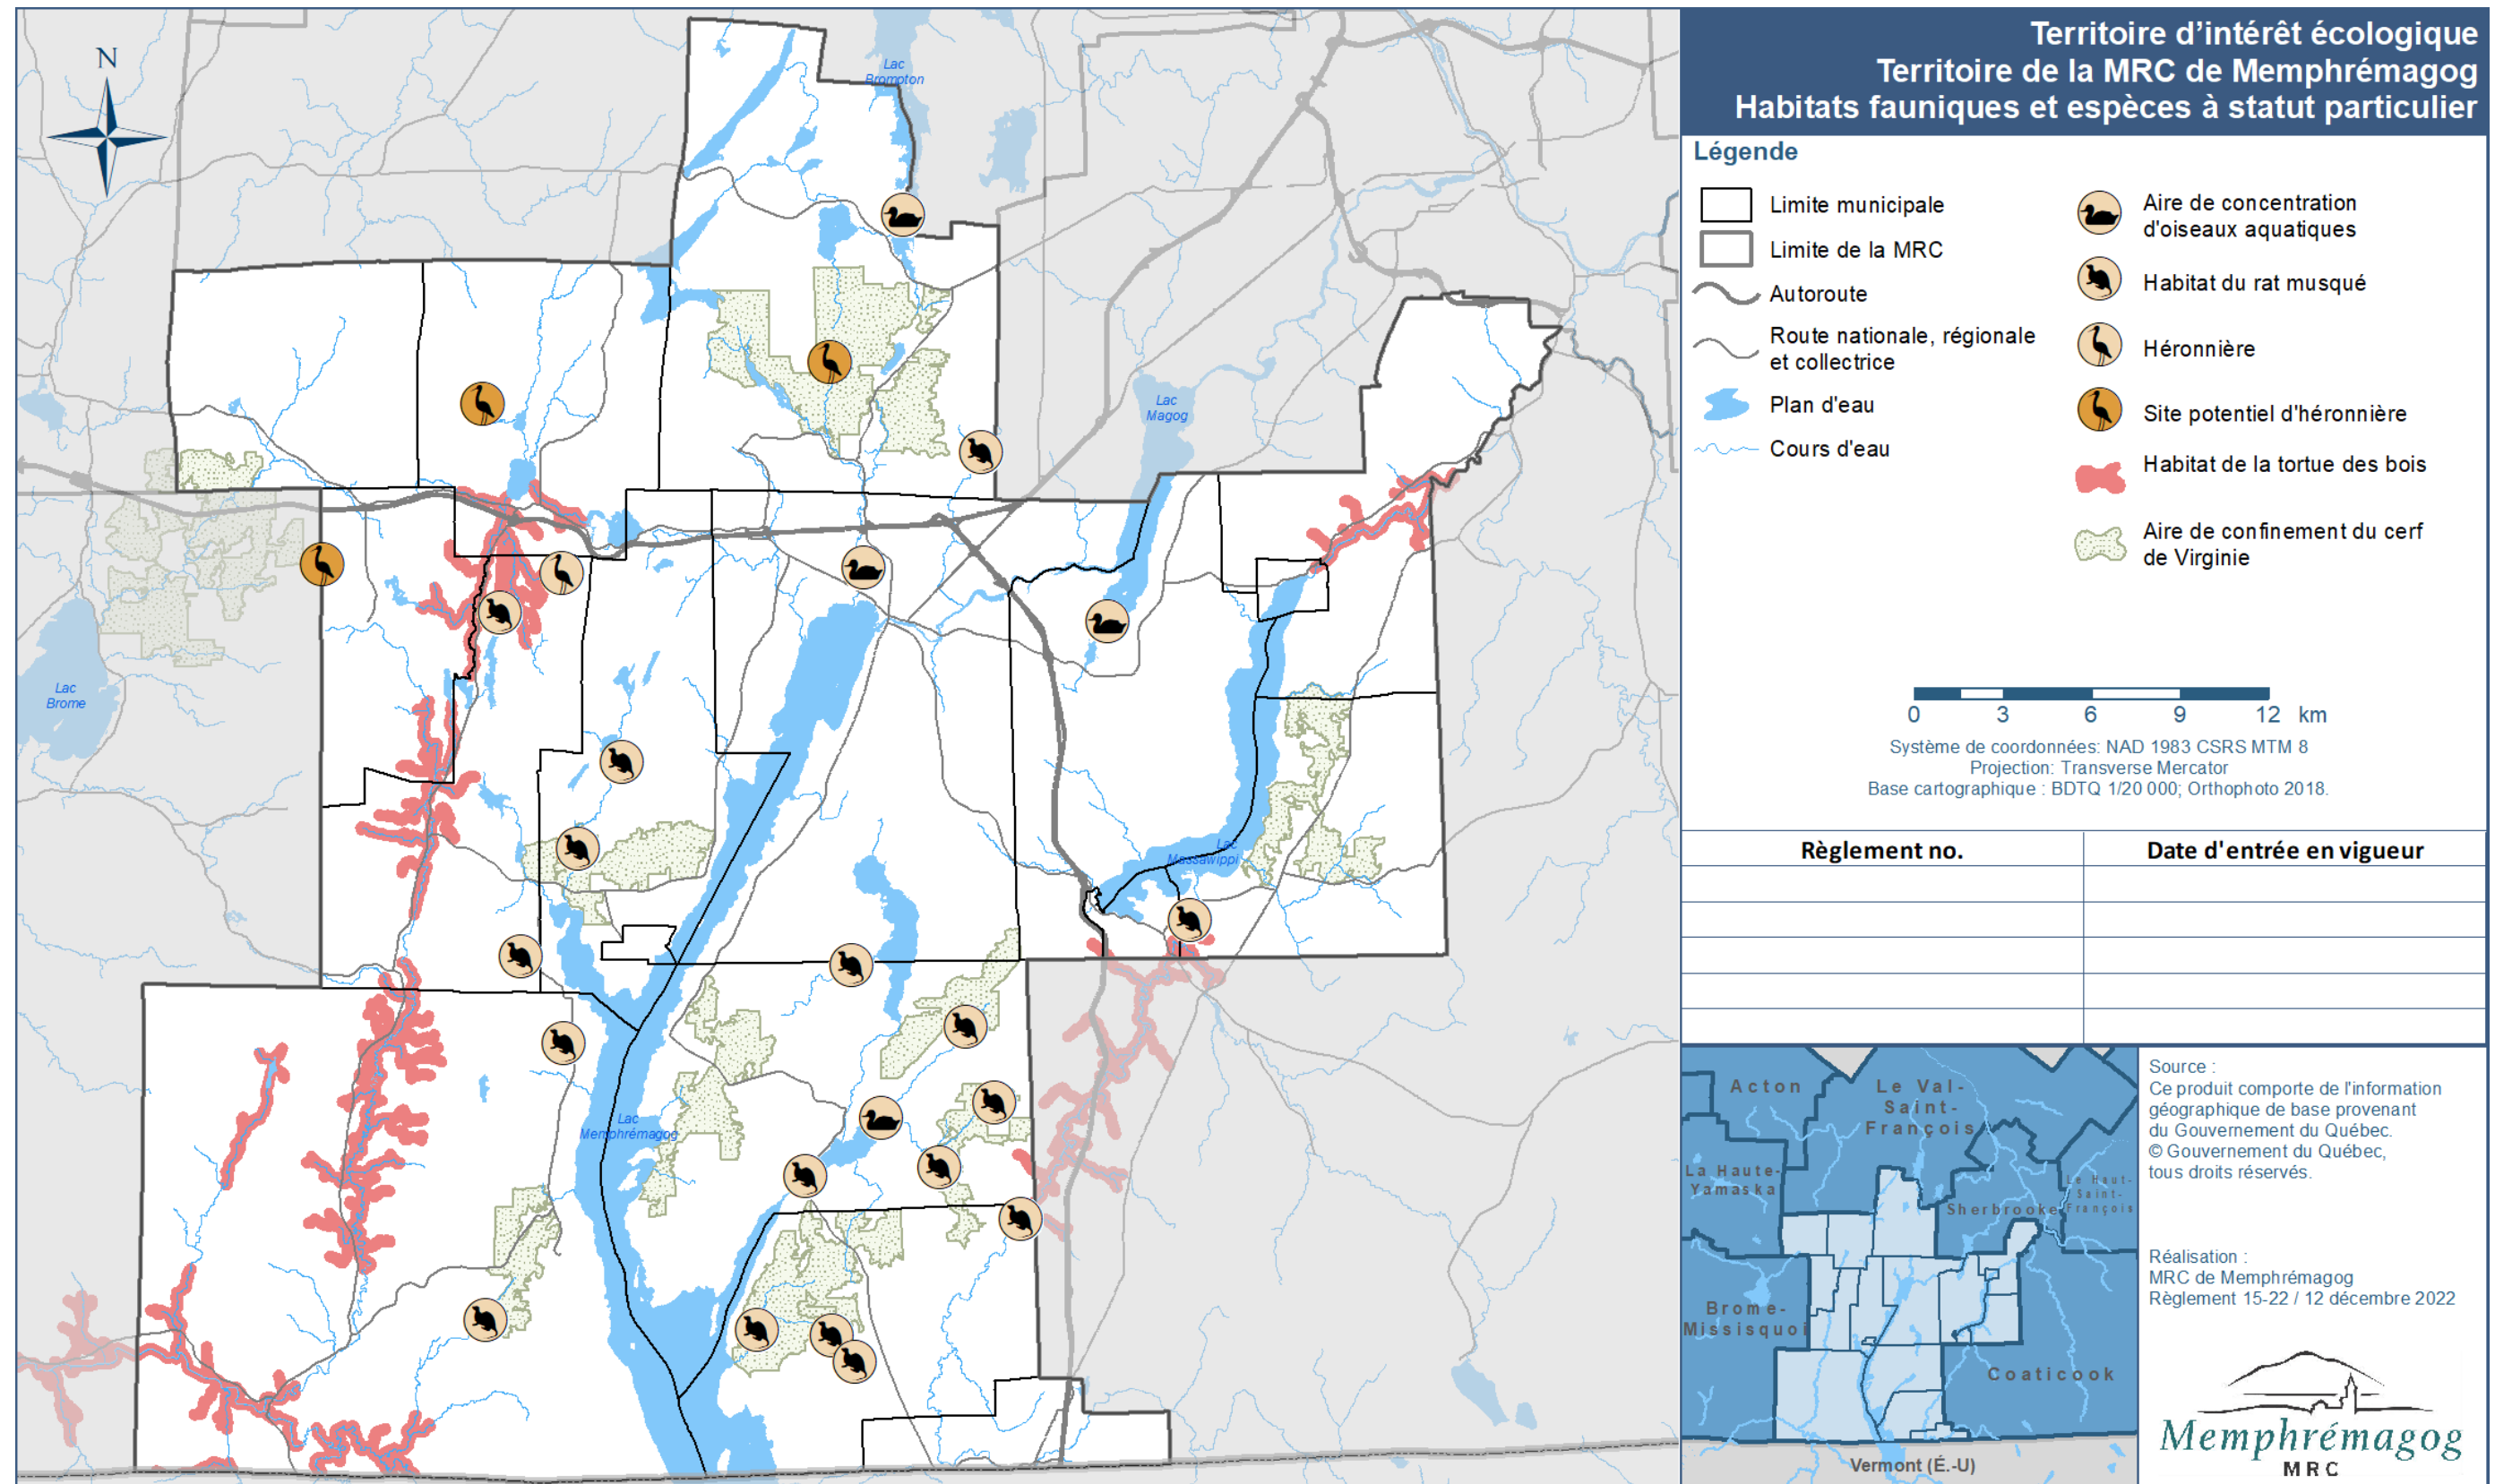 Territoire d'intérêt écologique
Territoire de la MRC de Memphrémagog
Habitats fauniques et espèces à statut particulier
N
Lac
Brompton
Lac
Magog
Lac
Brome
Lac
Massawippi
Lac
Memphrémagog
Légende
Limite municipale
Limite de la MRC
Autoroute
Route nationale, régionale
et collectrice
Plan d'eau
Cours d'eau
Aire de concentration
d'oiseaux aquatiques
Habitat du rat musqué
Héronnière
Site potentiel d'héronnière
Habitat de la tortue des bois
Aire de confinement du cerf
de Virginie
0 3 6 9 12 km
Système de coordonnées: NAD 1983 CSRS MTM 8
Projection: Transverse Mercator
Base cartographique : BDTQ 1/20 000; Orthophoto 2018.
Règlement no. Date d'entrée en vigueur
Acton
Le Val-
Saint-
François
La Haute-
Yamaska
Le Haut-
Saint-
François
Sherbrooke
Brome-
Missisquoi
Coaticook
Vermont (É.-U)
Source :
Ce produit comporte de l'information
géographique de base provenant
du Gouvernement du Québec.
© Gouvernement du Québec,
tous droits réservés.
Réalisation :
MRC de Memphrémagog
Règlement 15-22 / 12 décembre 2022
Memphrémagog
MRC